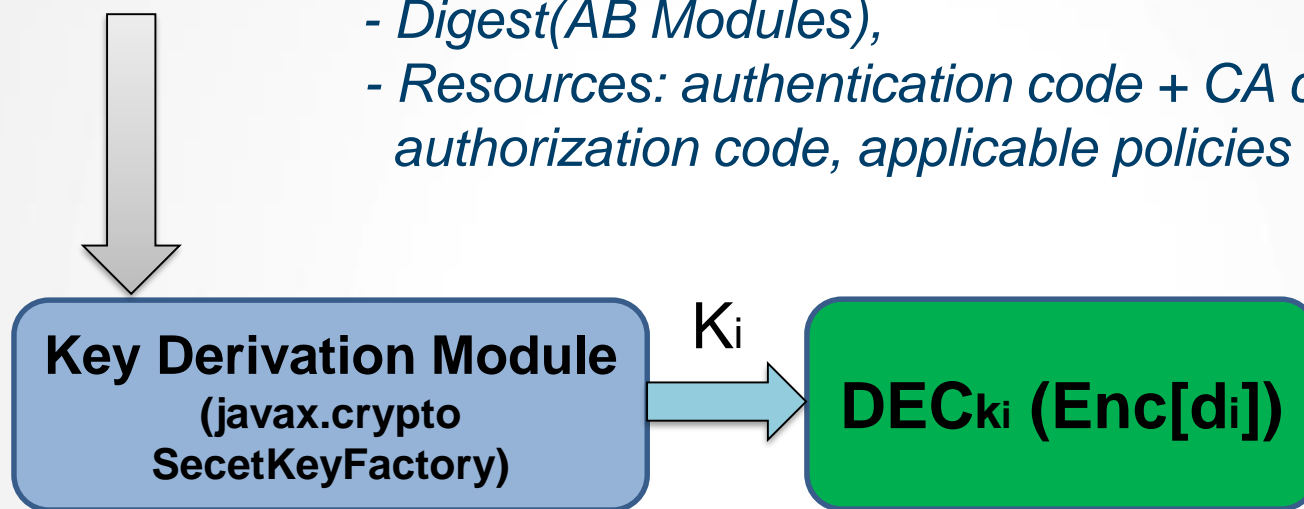 - Digest(AB Modules),
- Resources: authentication code + CA
authorization code, applicable policies
Ki
Key Derivation Module
(javax.crypto
SecetKeyFactory)
DECki (Enc[di])